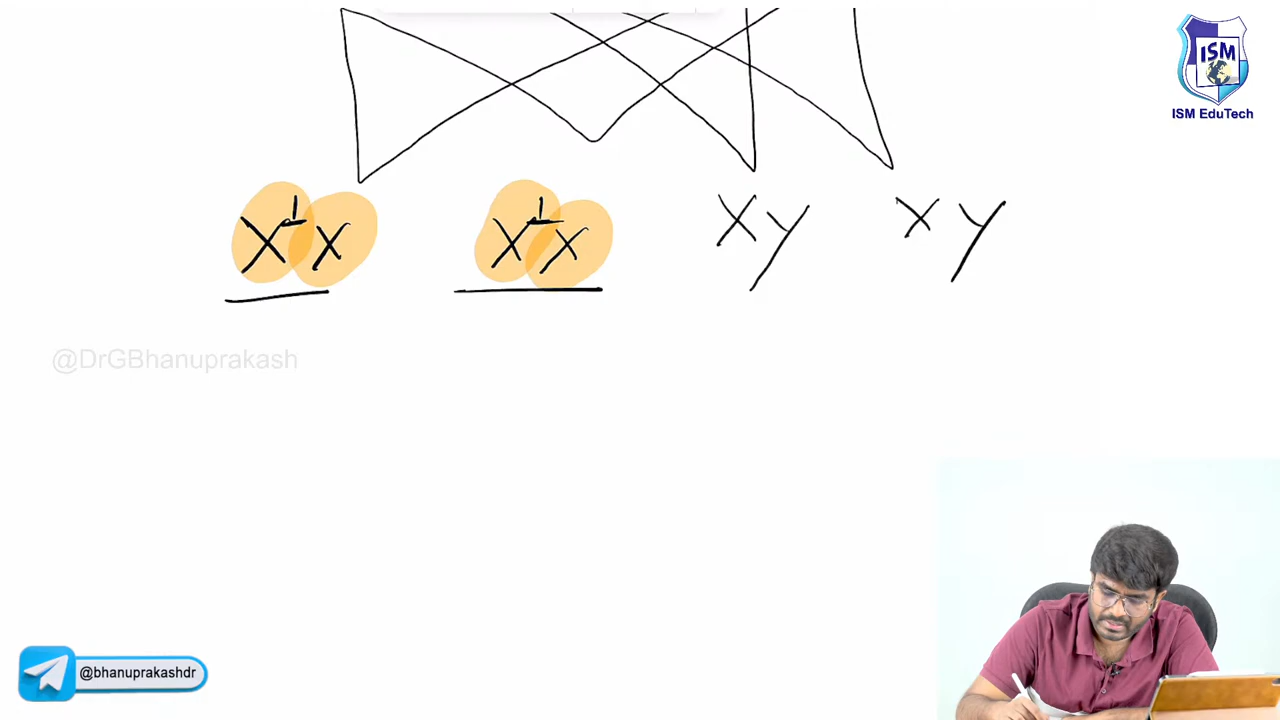 ISM
ISM EduTech
X¹X X¹X Xy Xy
@DrGBhanuprakash
@bhanuprakashdr